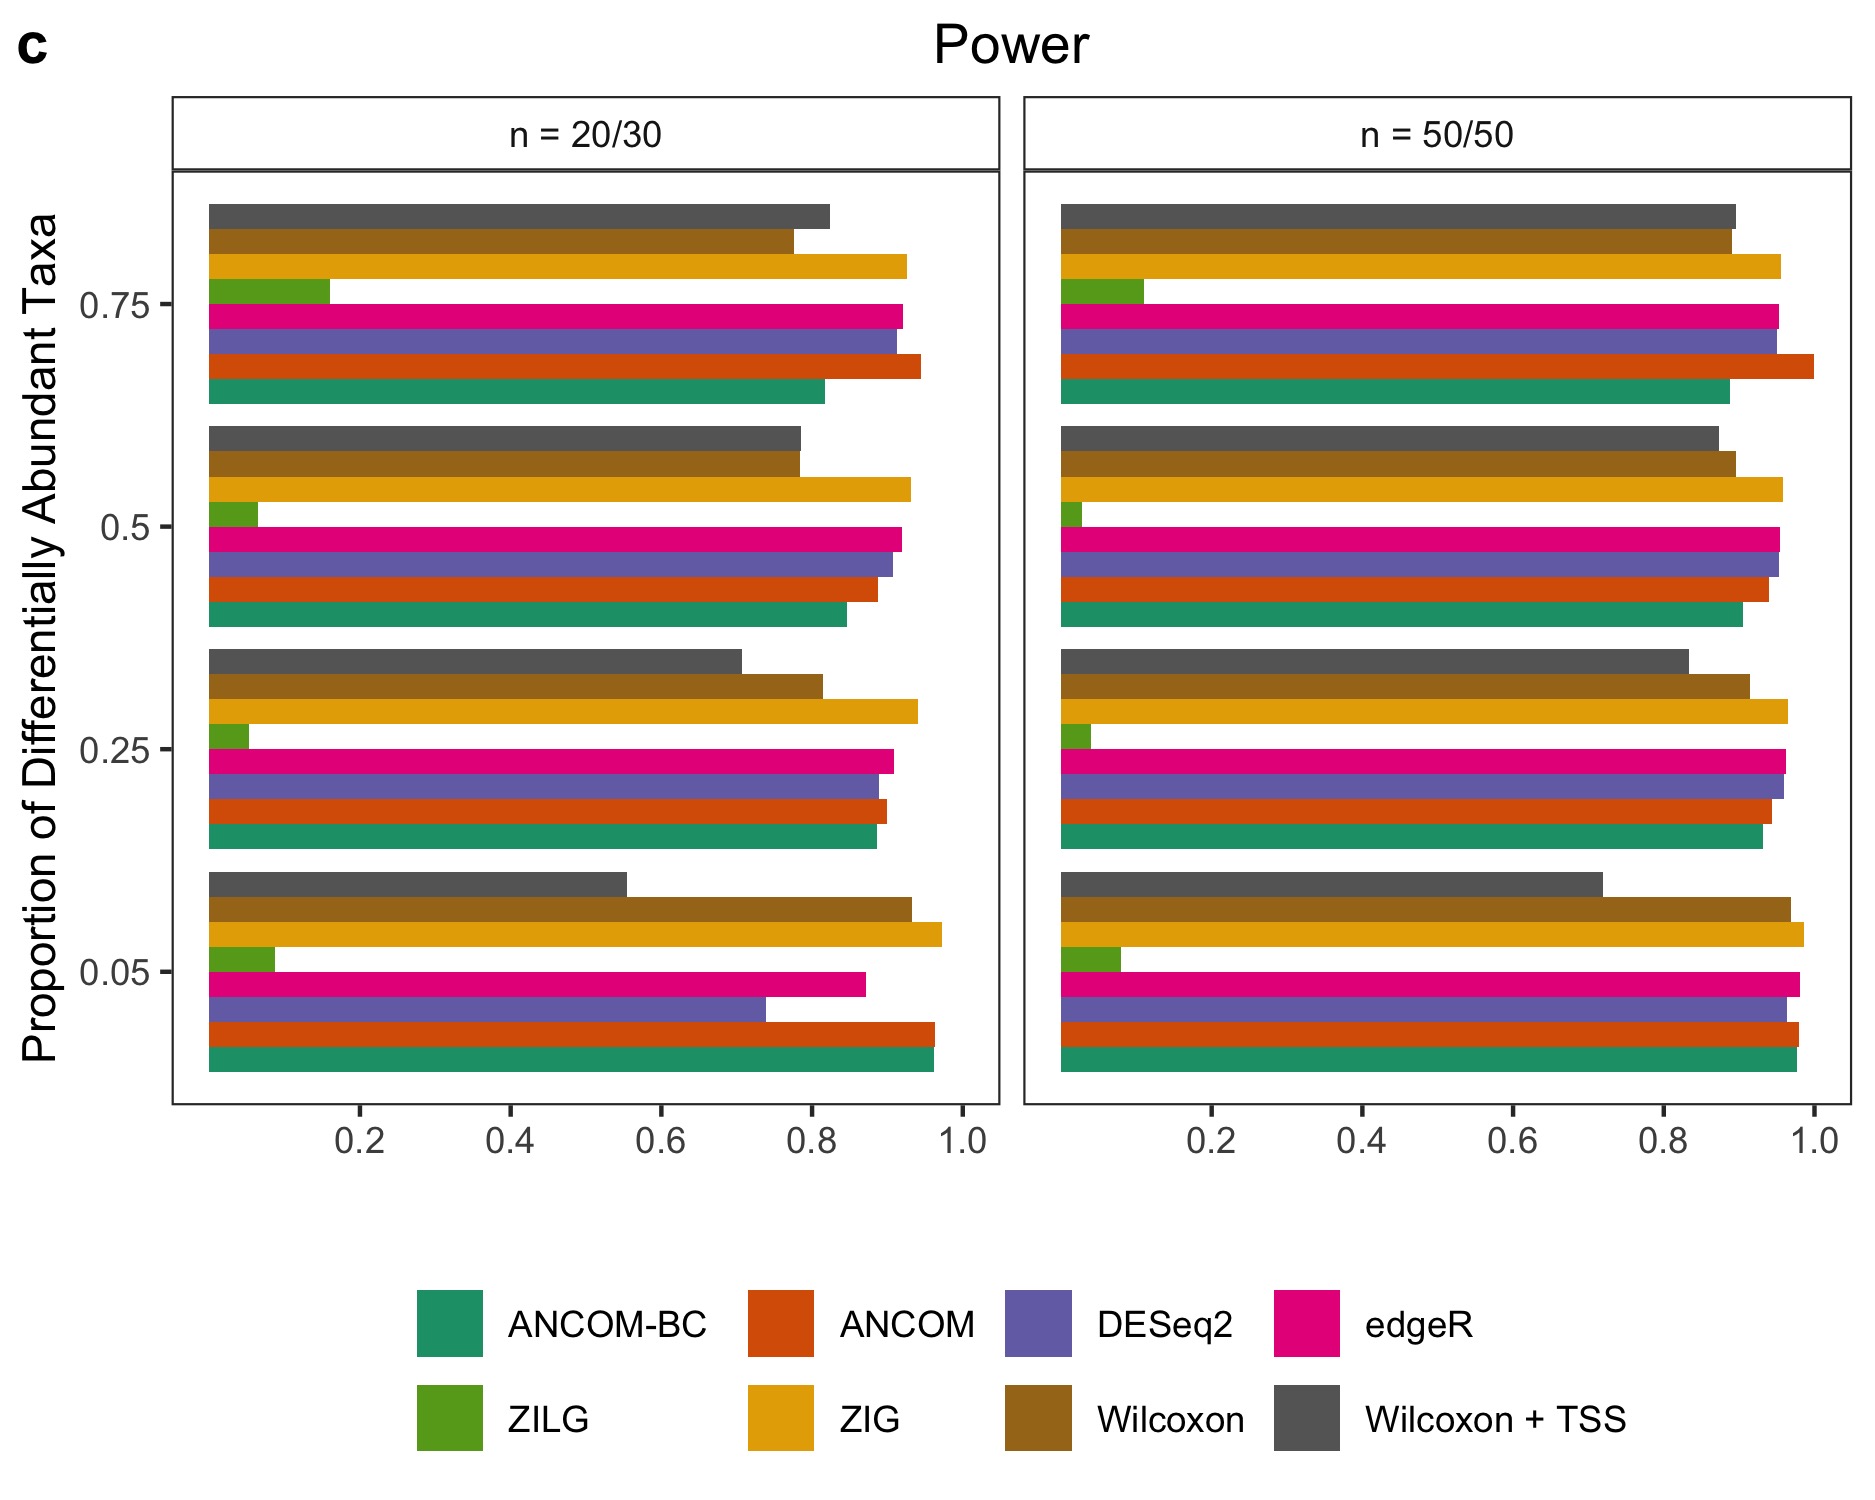 c
Power
n = 20/30
n = 50/50
Proportion of Differentially Abundant Taxa
0.75
0.5
0.25
0.05
0.2 0.4 0.6 0.8 1.0
0.2 0.4 0.6 0.8 1.0
ANCOM-BC ANCOM DESeq2 edgeR
ZILG ZIG Wilcoxon Wilcoxon + TSS